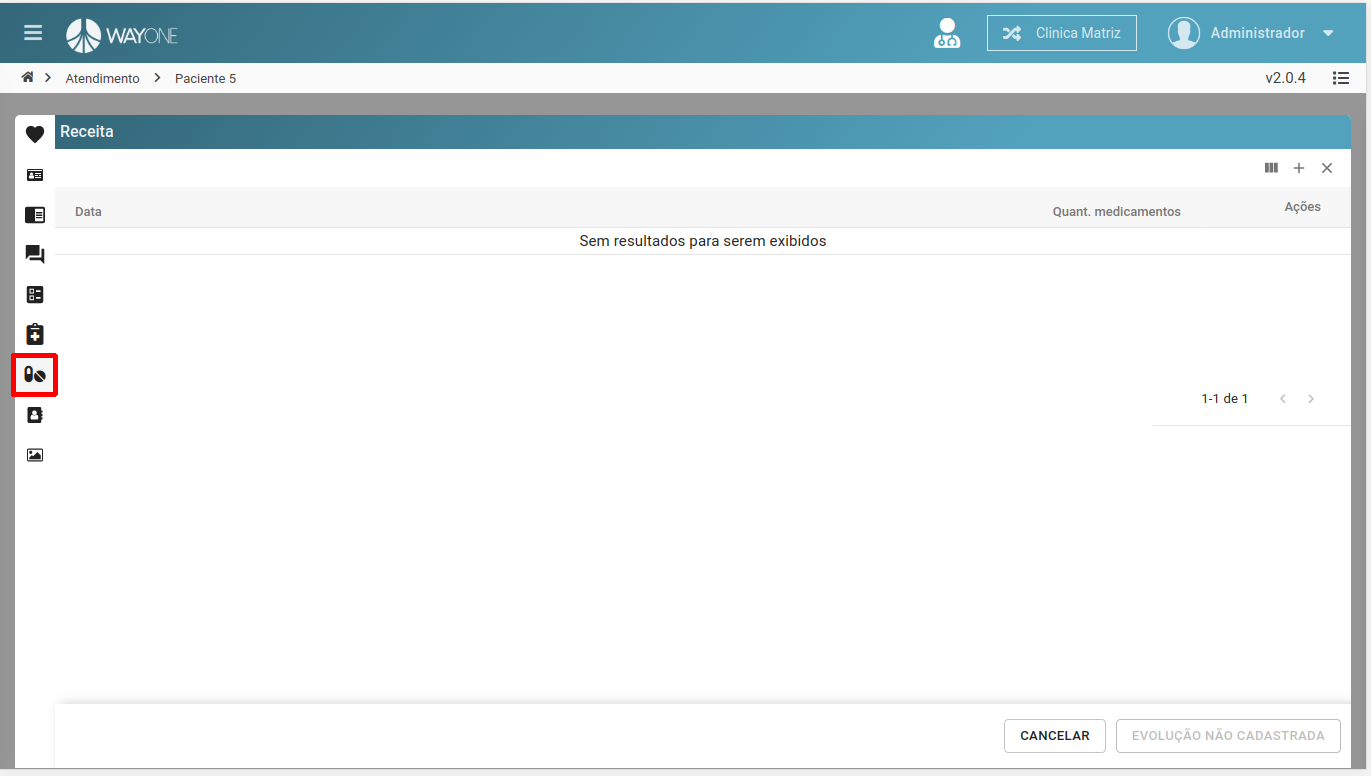 WAYONE
Clinica Matriz
Administrador
Atendimento
Paciente 5
v2.0.4
Receita
Data
Quant. medicamentos
Ações
Sem resultados para serem exibidos
1-1 de 1
CANCELAR
EVOLUÇÃO NÃO CADASTRADA